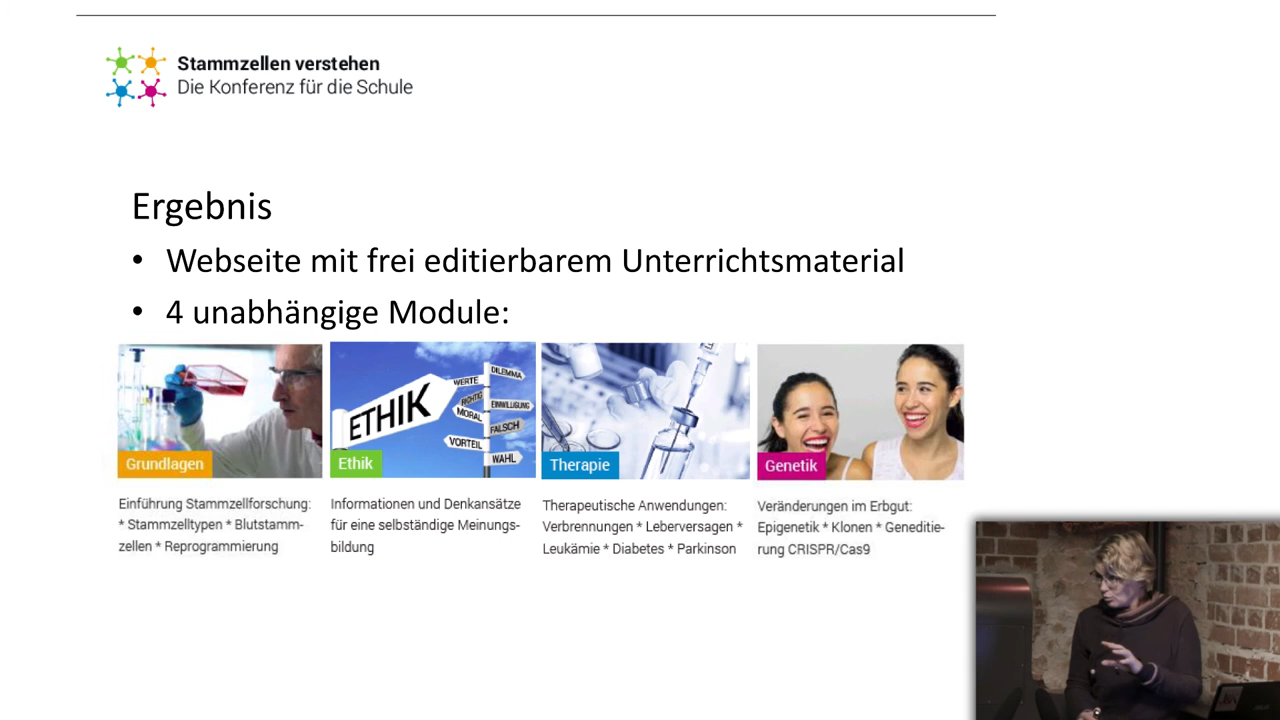 Stammzellen verstehen
Die Konferenz für die Schule
Ergebnis
• Webseite mit frei editierbarem Unterrichtsmaterial
• 4 unabhängige Module:
ETHIK
WERTE
RICHTIG
MORAL
VORTEIL
DILEMMA
EINWILLIGUNG
FALSCH
WAHL
Grundlagen
Ethik
Therapie
Genetik
Einführung Stammzellforschung:
* Stammzelltypen * Blutstamm-
zellen * Reprogrammierung
Informationen und Denkansätze
für eine selbständige Meinungs-
bildung
Therapeutische Anwendungen:
Verbrennungen * Leberversagen *
Leukämie * Diabetes * Parkinson
Veränderungen im Erbgut:
Epigenetik * Klonen * Geneditie-
rung CRISPR/Cas9